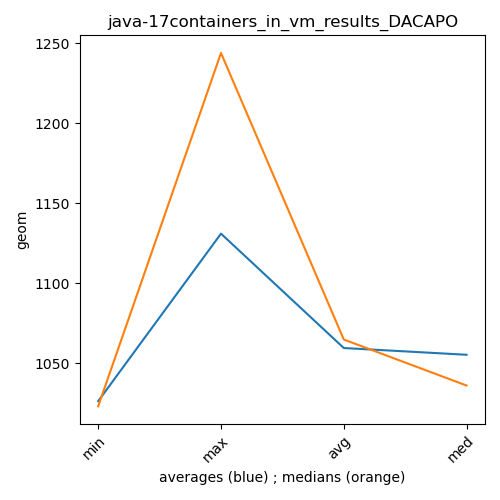 java-17containers_in_vm_results_DACAPO
1250
1200
1150
1100
1050
geom
min
max
avg
med
averages (blue) ; medians (orange)